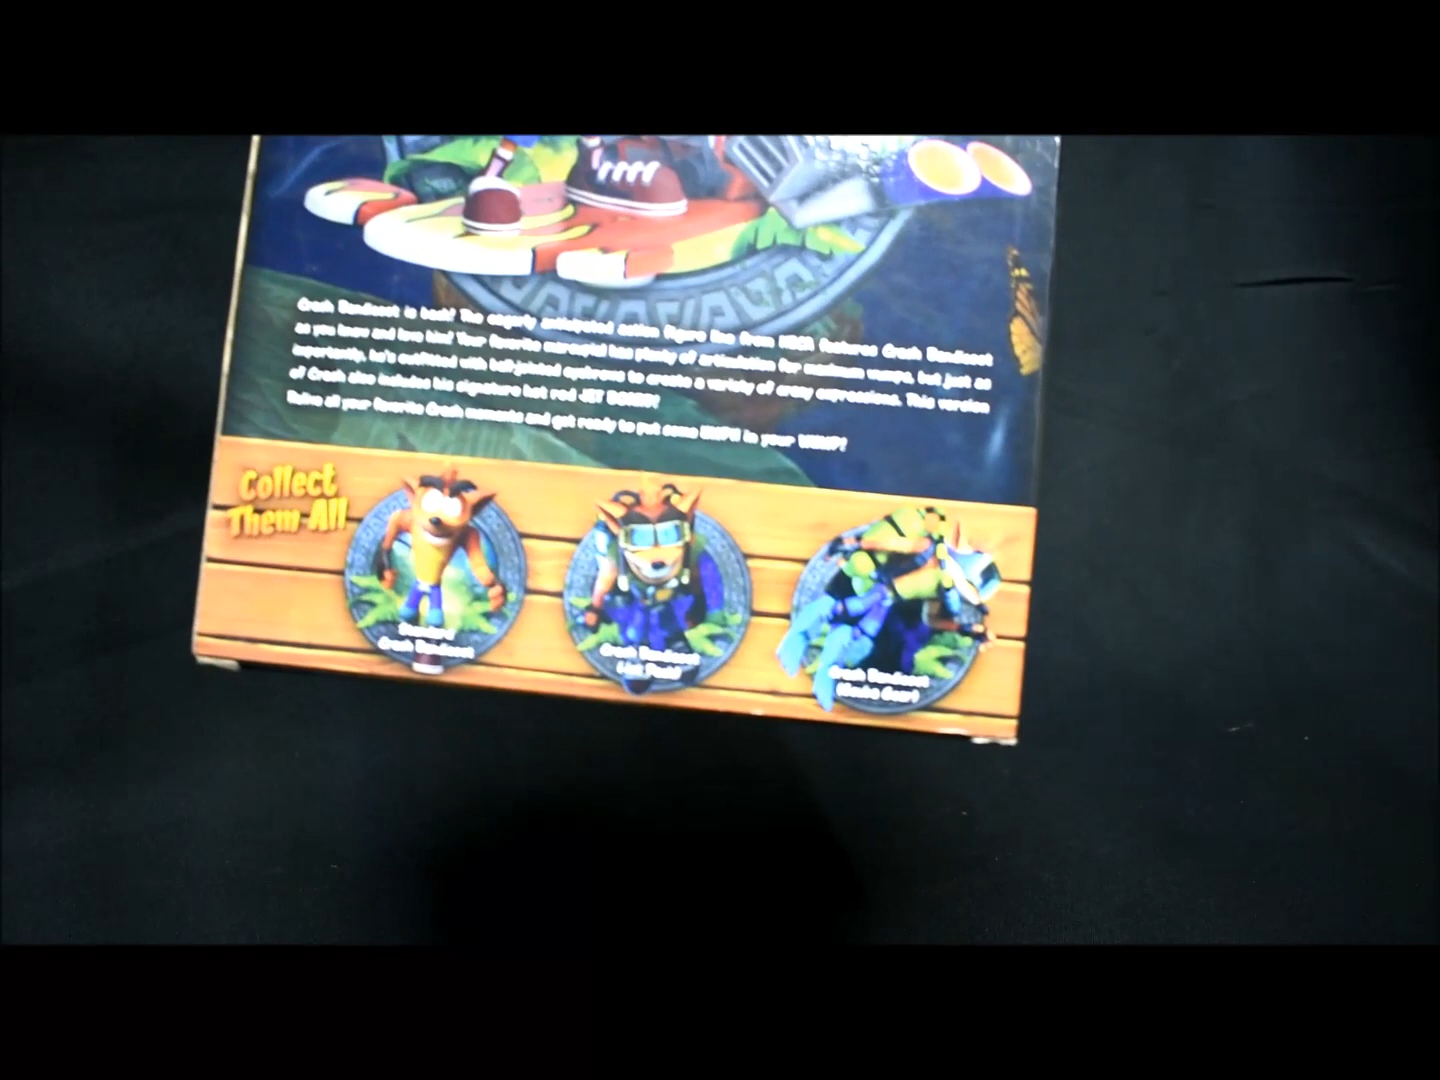 Crash Bandicoot is back! The eagerly anticipated action figure line from NECA features Crash Bandicoot
as you know and love him! Your favorite marsupial has plenty of articulation for maximum wumpa, but just as
importantly, he's outfitted with ball-jointed eyebrows to create a variety of crazy expressions. This version
of Crash also includes his signature hot rod JET BOARD!
Relive all your favorite Crash moments and get ready to put some UMPH in your WUMP!
Collect
Them All
Crash Bandicoot
Crash Bandicoot
(Jet Pack)
Crash Bandicoot
(Scuba Gear)